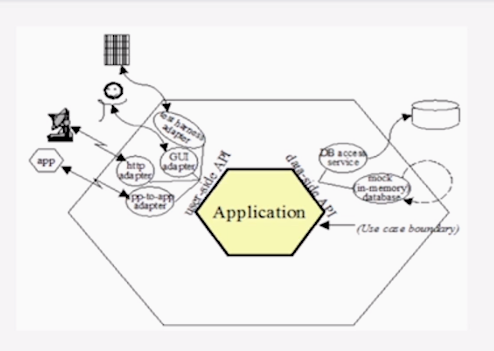 test harness
adapter
GUI
adapter
http
adapter
app
app-to-app
adapter
user-side API
data-side API
Application
DB access
service
mock
(in-memory)
database
(Use case boundary)